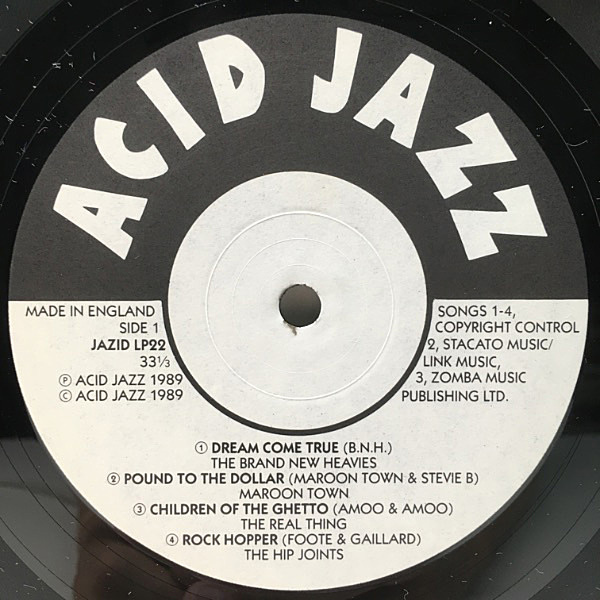 ACID JAZZ
MADE IN ENGLAND
SIDE 1
JAZID LP22
33⅓
Ⓟ ACID JAZZ 1989
© ACID JAZZ 1989
SONGS 1-4,
COPYRIGHT CONTROL
2, STACATO MUSIC/
LINK MUSIC,
3, ZOMBA MUSIC
PUBLISHING LTD.
① DREAM COME TRUE (B.N.H.)
THE BRAND NEW HEAVIES
② POUND TO THE DOLLAR (MAROON TOWN & STEVIE B)
MAROON TOWN
③ CHILDREN OF THE GHETTO (AMOO & AMOO)
THE REAL THING
④ ROCK HOPPER (FOOTE & GAILLARD)
THE HIP JOINTS